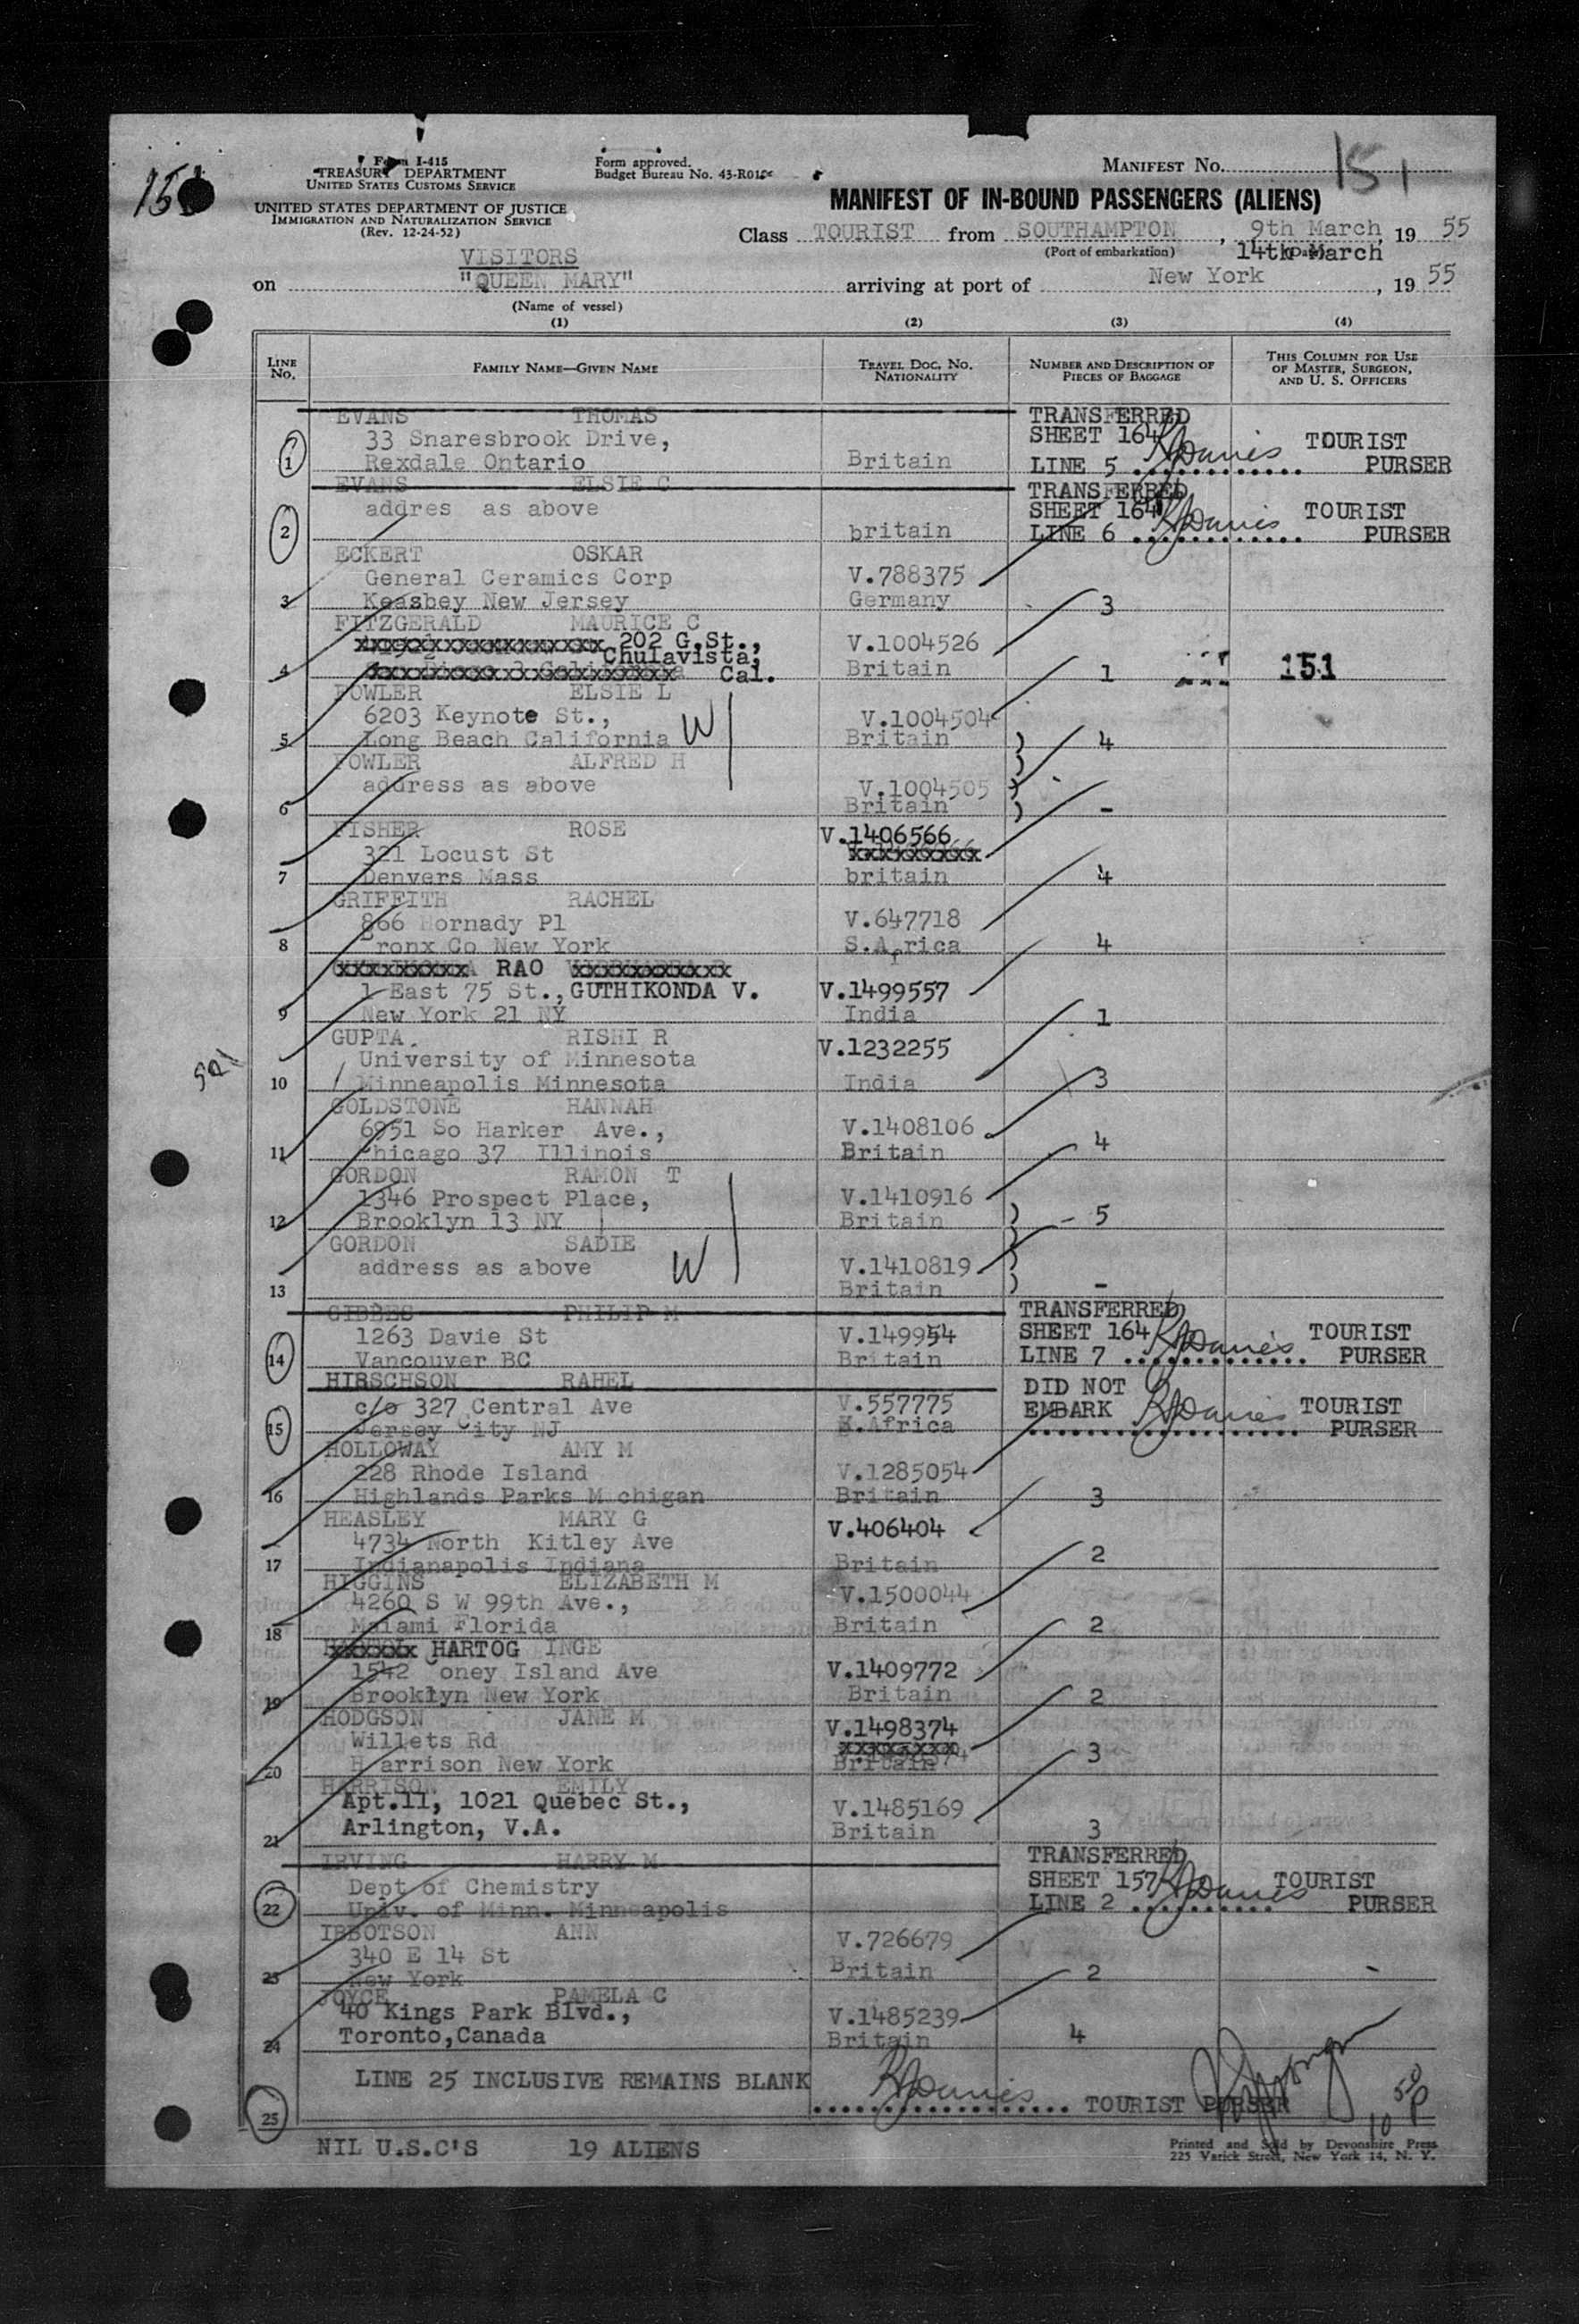 151
Form I-415
TREASURY DEPARTMENT
UNITED STATES CUSTOMS SERVICE
UNITED STATES DEPARTMENT OF JUSTICE
IMMIGRATION AND NATURALIZATION SERVICE
(Rev. 12-24-52)
Form approved.
Budget Bureau No. 43-R018
MANIFEST No. 151
MANIFEST OF IN-BOUND PASSENGERS (ALIENS)
Class TOURIST from SOUTHAMPTON, 9th March, 19 55
(Port of embarkation) 14th March
VISITORS
on "QUEEN MARY" arriving at port of New York, 19 55
(Name of vessel)
(1) (2) (3) (4)
LINE No. FAMILY NAME—GIVEN NAME TRAVEL DOC. NO. NATIONALITY NUMBER AND DESCRIPTION OF PIECES OF BAGGAGE THIS COLUMN FOR USE OF MASTER, SURGEON, AND U. S. OFFICERS
EVANS THOMAS TRANSFERRED
33 Snaresbrook Drive, SHEET 164 TOURIST
1 Rexdale Ontario Britain LINE 5 PURSER
EVANS ELSIE C TRANSFERRED
addres as above SHEET 164 TOURIST
2 britain LINE 6 PURSER
ECKERT OSKAR
General Ceramics Corp V.788375
3 Keasbey New Jersey Germany 3
FITZGERALD MAURICE C
202 G.St., V.1004526
Chulavista,
4 Cal. Britain 1 151
FOWLER ELSIE L
6203 Keynote St., W V.1004504
5 Long Beach California Britain 4
FOWLER ALFRED H
address as above V.1004505
6 Britain -
FISHER ROSE V.1406566
321 Locust St
7 Denvers Mass britain 4
GRIFFITH RACHEL
866 Hornady Pl V.647718
8 Bronx Co New York S.Africa 4
RAO
1 East 75 St., GUTHIKONDA V. V.1499557
9 New York 21 NY India 1
GUPTA. RISHI R
University of Minnesota V.1232255
10 Minneapolis Minnesota India 3
GOLDSTONE HANNAH
6951 So Harker Ave., V.1408106
11 Chicago 37 Illinois Britain 4
GORDON RAMON T
1346 Prospect Place, V.1410916
12 Brooklyn 13 NY Britain - 5
GORDON SADIE
address as above W V.1410819
13 Britain -
GIBBES PHILIP M TRANSFERRED
1263 Davie St V.149954 SHEET 164 TOURIST
14 Vancouver BC Britain LINE 7 PURSER
HIRSCHSON RAHEL DID NOT
c/o 327 Central Ave V.557775 EMBARK TOURIST
15 Jersey City NJ Africa PURSER
HOLLOWAY AMY M
228 Rhode Island V.1285054
16 Highlands Parks M chigan Britain 3
HEASLEY MARY G
4734 North Kitley Ave V.406404
17 Indianapolis Indiana Britain 2
HIGGINS ELIZABETH M
4260 S W 99th Ave., V.1500044
18 Maiami Florida Britain 2
HARTOG INGE
1542 Coney Island Ave V.1409772
19 Brooklyn New York Britain 2
HODGSON JANE M V.1498374
Willets Rd
20 Harrison New York Britain 3
HARRISON EMILY
Apt.11, 1021 Quebec St., V.1485169
21 Arlington, V.A. Britain 3
IRVING HARRY M TRANSFERRED
Dept of Chemistry SHEET 157 TOURIST
22 Univ. of Minn. Minneapolis LINE 2 PURSER
IBBOTSON ANN
340 E 14 St V.726679
23 New York Britain 2
JOYCE PAMELA C
40 Kings Park Blvd., V.1485239
24 Toronto,Canada Britain 4
LINE 25 INCLUSIVE REMAINS BLANK TOURIST PURSER
25
NIL U.S.C'S 19 ALIENS
Printed and Sold by Devonshire Press
225 Varick Street, New York 14, N. Y.